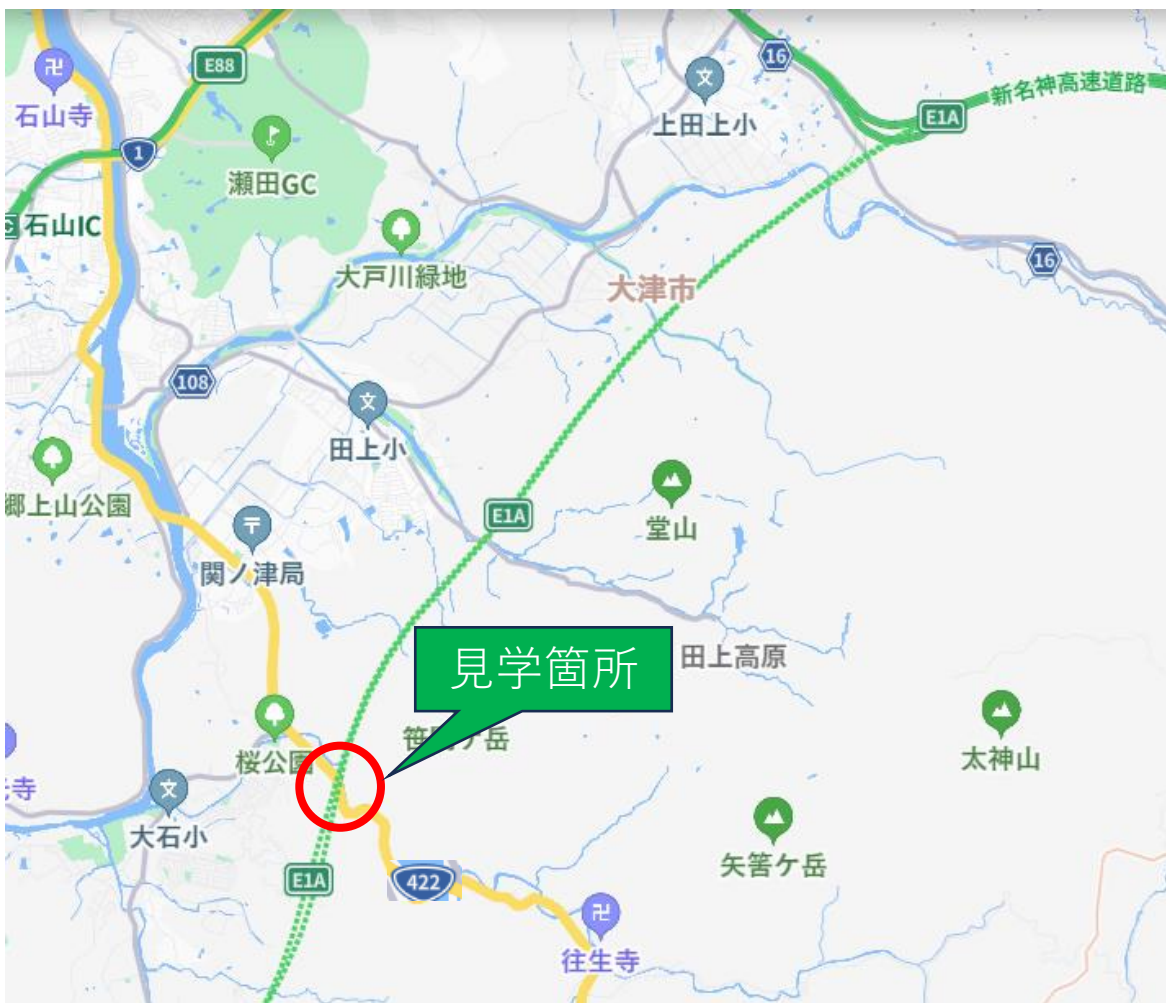 E88
16
石山寺
新名神高速道路
E1A
1
上田上小
瀬田GC
石山IC
16
大戸川緑地
大津市
108
田上小
郷上山公園
E1A
堂山
関ノ津局
見学箇所
田上高原
桜公園
太神山
寺
大石小
矢筈ケ岳
E1A
422
往生寺